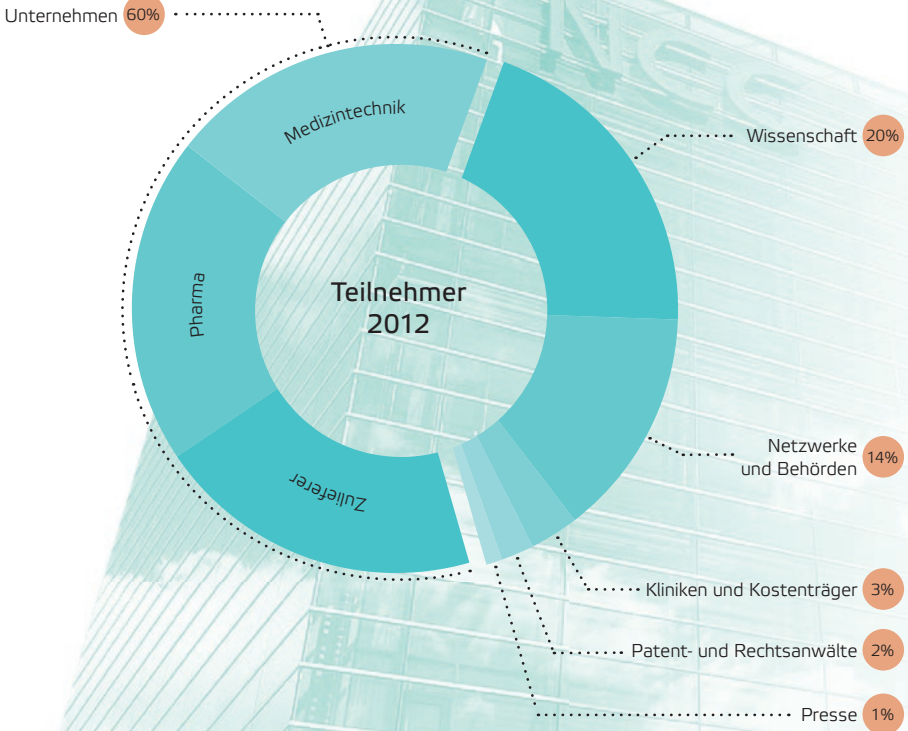 Unternehmen 60%
NCC
Medizintechnik
Wissenschaft 20%
Pharma
Teilnehmer
2012
Netzwerke
und Behörden 14%
Zulieferer
Kliniken und Kostenträger 3%
Patent- und Rechtsanwälte 2%
Presse 1%